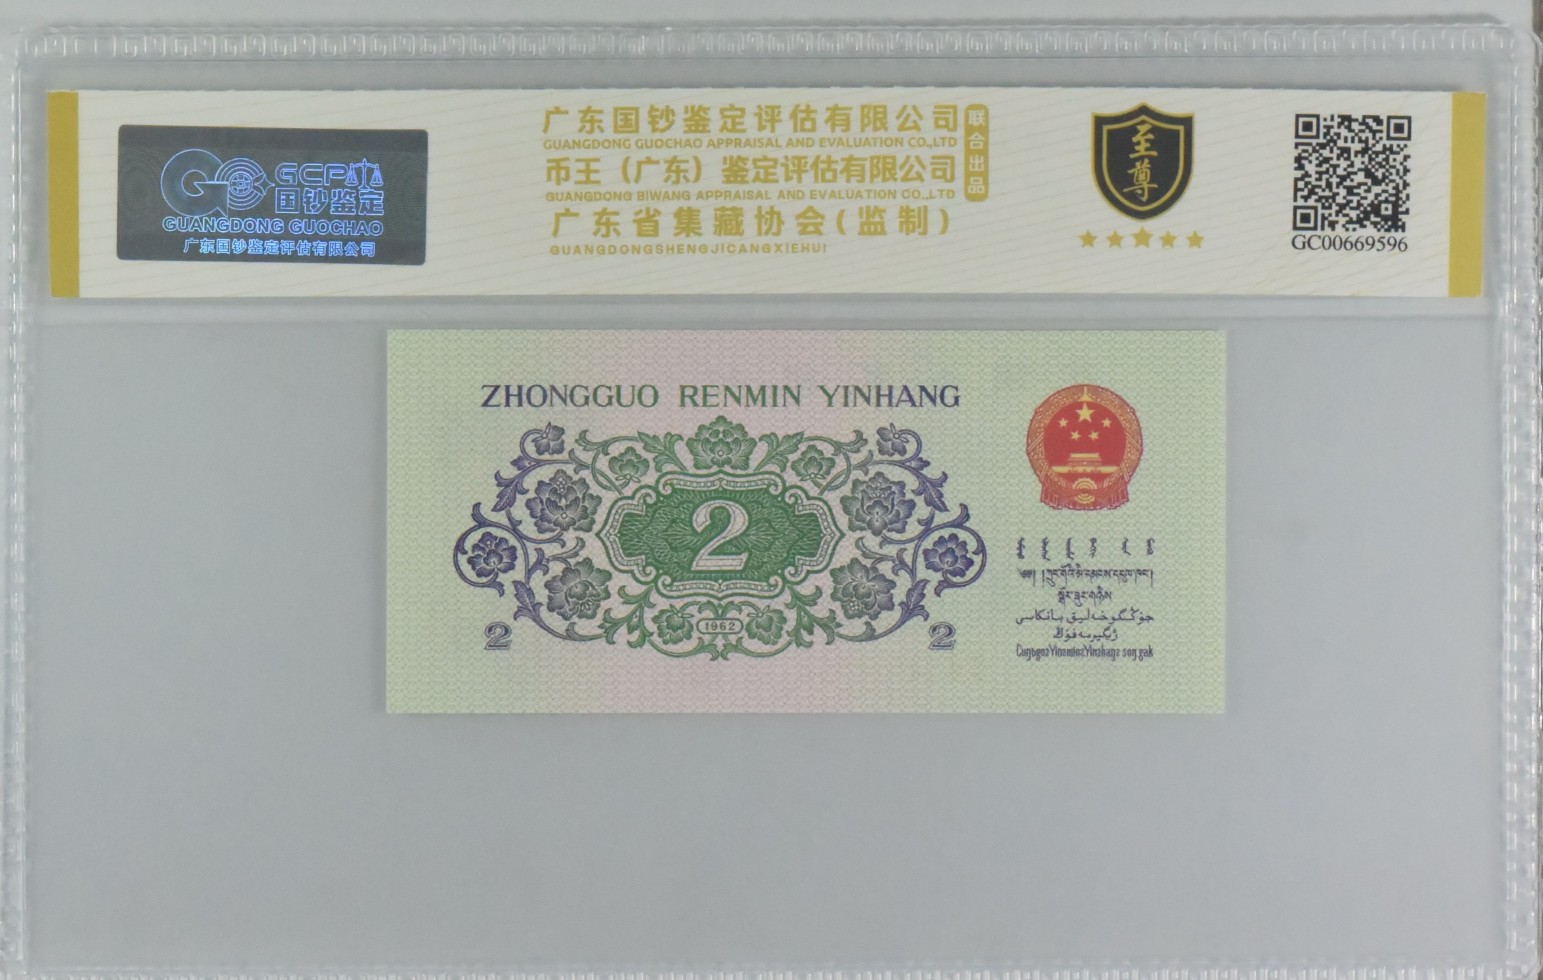 GCP
国钞鉴定
GUANGDONG GUOCHAO
广东国钞鉴定评估有限公司
广东国钞鉴定评估有限公司
GUANGDONG GUOCHAO APPRAISAL AND EVALUATION CO.,LTD
币王（广东）鉴定评估有限公司
GUANGDONG BIWANG APPRAISAL AND EVALUATION CO.,LTD
联合出品
广东省集藏协会(监制)
GUANGDONGSHENGJICANGXIEHUI
至尊
GC00669596
ZHONGGUO RENMIN YINHANG
2
2
1962
2
جۇڭگو خەلىق بانكاسى